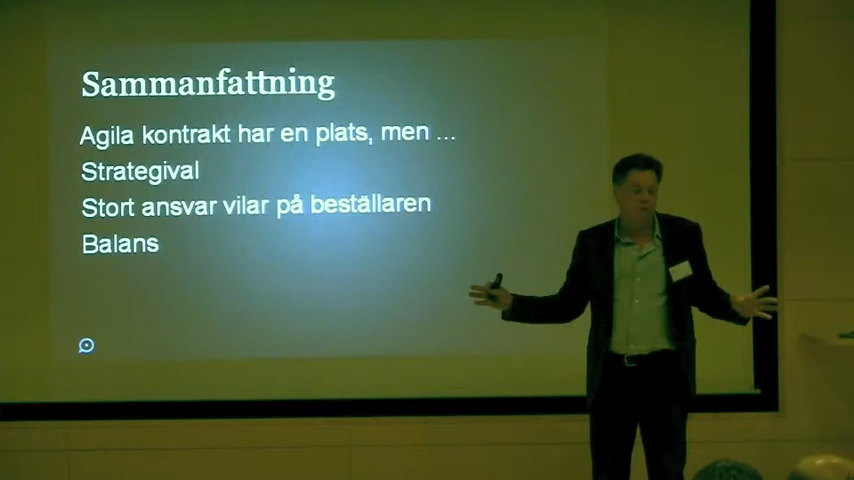 Sammanfattning
Agila kontrakt har en plats, men ...
Strategival
Stort ansvar vilar på beställaren
Balans